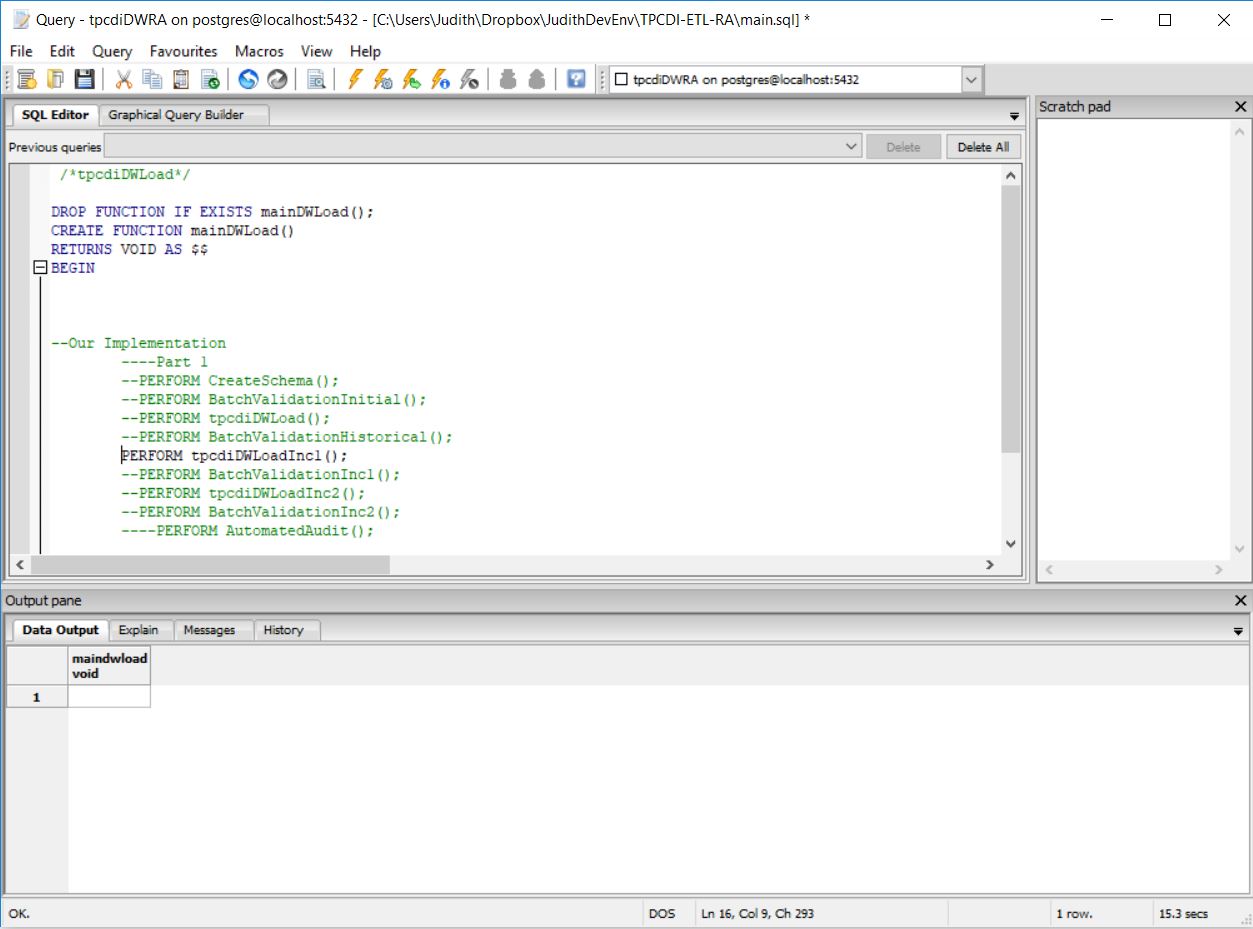 Query - tpcdiDWRA on postgres@localhost:5432 - [C:\Users\Judith\Dropbox\JudithDevEnv\TPCDI-ETL-RA\main.sql] *
File Edit Query Favourites Macros View Help
tpcdiDWRA on postgres@localhost:5432
SQL Editor Graphical Query Builder
Scratch pad
Previous queries Delete Delete All
/*tpcdiDWLoad*/
DROP FUNCTION IF EXISTS mainDWLoad();
CREATE FUNCTION mainDWLoad()
RETURNS VOID AS $$
BEGIN
--Our Implementation
----Part 1
--PERFORM CreateSchema();
--PERFORM BatchValidationInitial();
--PERFORM tpcdiDWLoad();
--PERFORM BatchValidationHistorical();
PERFORM tpcdiDWLoadInc1();
--PERFORM BatchValidationInc1();
--PERFORM tpcdiDWLoadInc2();
--PERFORM BatchValidationInc2();
----PERFORM AutomatedAudit();
Output pane
Data Output Explain Messages History
maindwload
void
1
OK. DOS Ln 16, Col 9, Ch 293 1 row. 15.3 secs